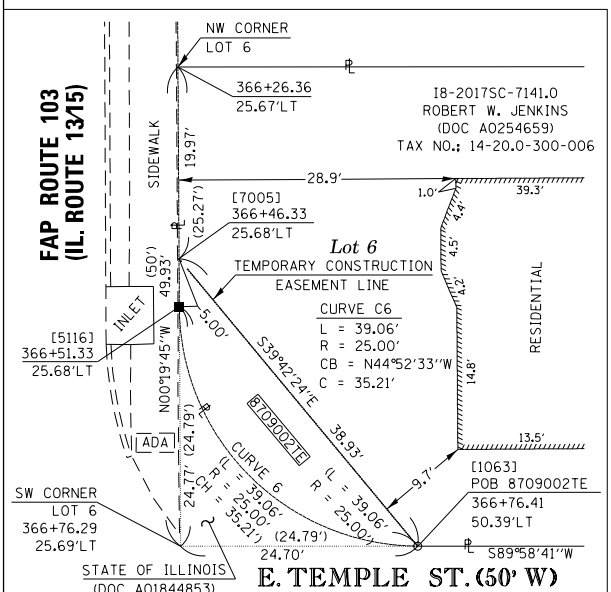 NW CORNER
LOT 6
366+26.36
25.67'LT
I8-2017SC-7141.0
ROBERT W. JENKINS
(DOC A0254659)
TAX NO.; 14-20.0-300-006
FAP ROUTE 103
(IL. ROUTE 13/15)
SIDEWALK
19.97'
28.9'
1.0'
39.3'
4.4'
[7005]
366+46.33
25.68'LT
(25.27')
4.5'
Lot 6
TEMPORARY CONSTRUCTION
EASEMENT LINE
4.2'
RESIDENTIAL
(50')
49.93'
INLET
CURVE C6
L = 39.06'
R = 25.00'
CB = N44°52'33"W
C = 35.21'
5.00'
[5116]
366+51.33
25.68'LT
N00°19'45"W
S39°42'24"E
14.8'
8709002TE
38.93'
ADA
(24.79')
24.77'
CURVE 6
(L = 39.06'
R = 25.00'
CH = 35.21')
(L = 39.06'
R = 25.00')
13.5'
9.7'
[1063]
POB 8709002TE
366+76.41
50.39'LT
SW CORNER
LOT 6
366+76.29
25.69'LT
(24.79')
24.70'
S89°58'41"W
STATE OF ILLINOIS
(DOC A01844853)
E. TEMPLE ST. (50' W)